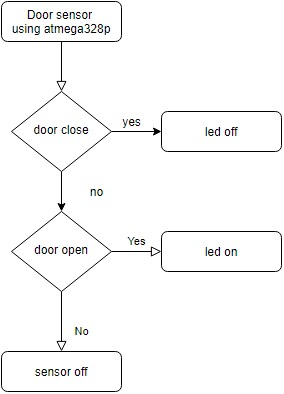 Door sensor
using atmega328p
door close
yes
led off
no
door open
Yes
led on
No
sensor off